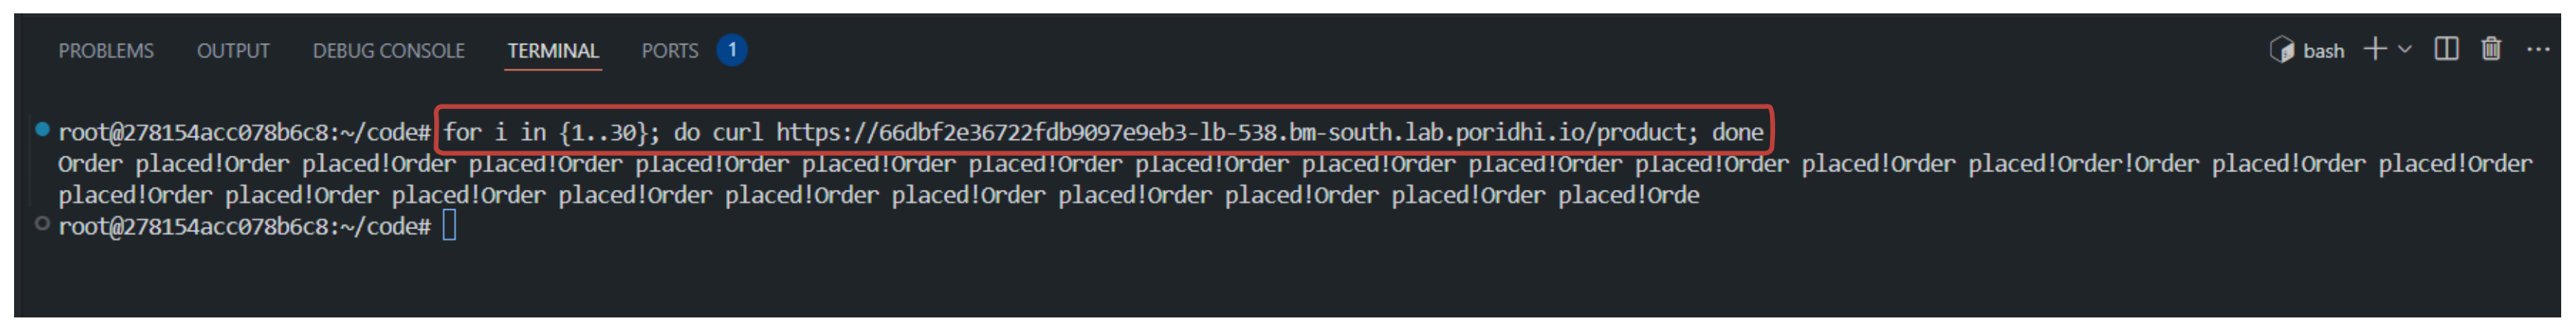 PROBLEMS OUTPUT DEBUG CONSOLE TERMINAL PORTS 1 bash
root@278154acc078b6c8:~/code# for i in {1..30}; do curl https://66dbf2e36722fdb9097e9eb3-lb-538.bm-south.lab.poridhi.io/product; done
Order placed!Order placed!Order placed!Order placed!Order placed!Order placed!Order placed!Order placed!Order placed!Order placed!Order placed!Order placed!Order!Order placed!Order placed!Order
placed!Order placed!Order placed!Order placed!Order placed!Order placed!Order placed!Order placed!Order placed!Order placed!Orde
root@278154acc078b6c8:~/code#